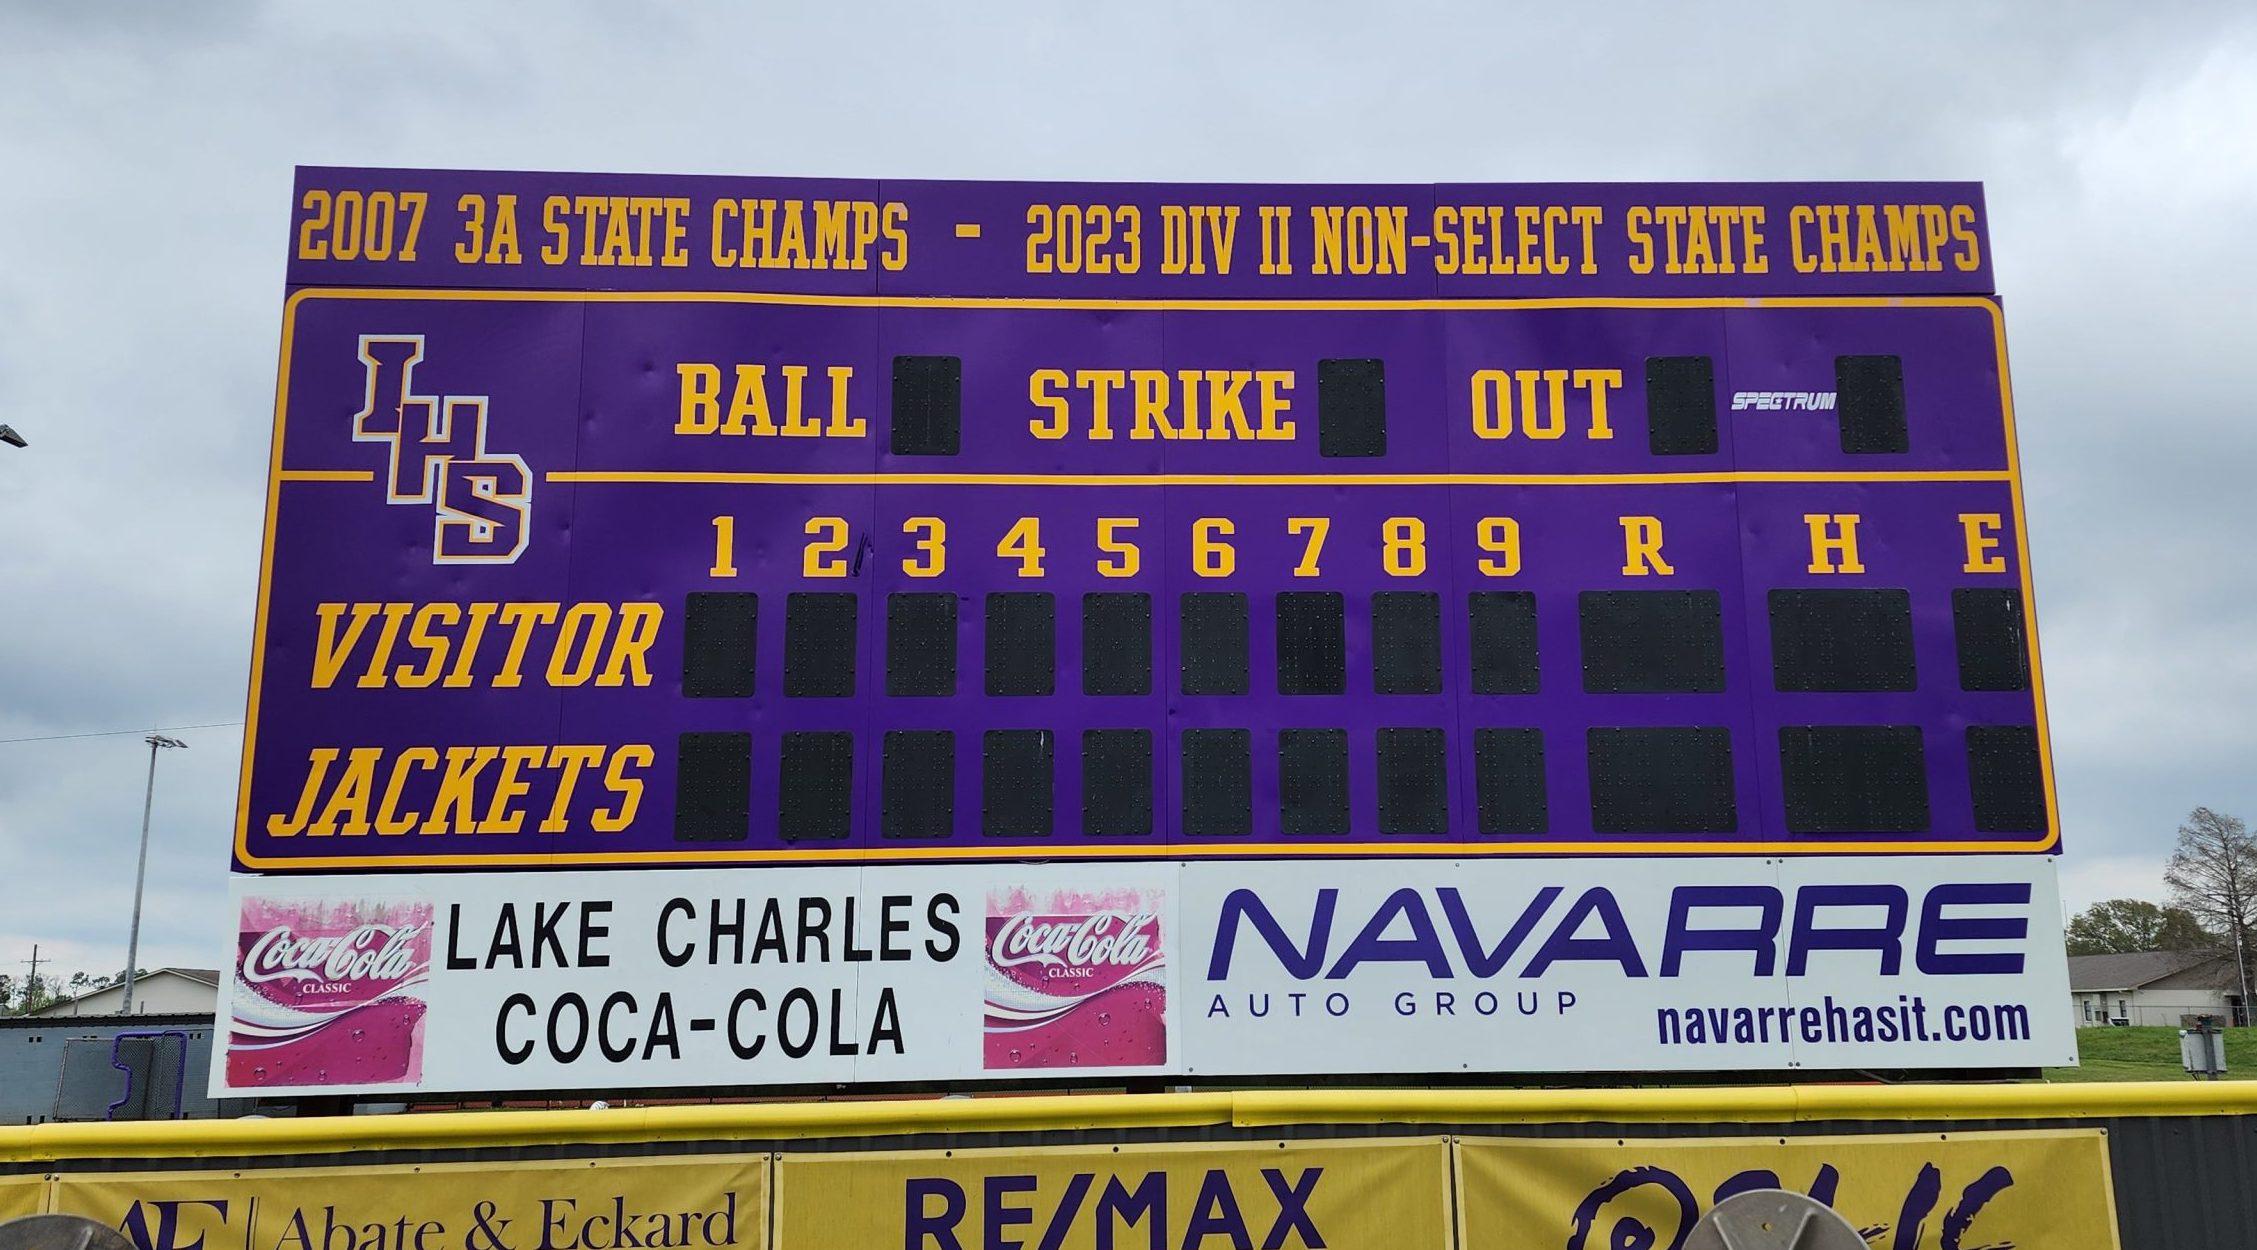 2007 3A STATE CHAMPS - 2023 DIV II NON-SELECT STATE CHAMPS
IHS
BALL STRIKE OUT SPECTRUM
1 2 3 4 5 6 7 8 9 R H E
VISITOR
JACKETS
Coca-Cola
CLASSIC
LAKE CHARLES
COCA-COLA
Coca-Cola
CLASSIC
NAVARRE
AUTO GROUP
navarrehasit.com
AE Abate & Eckard
RE/MAX